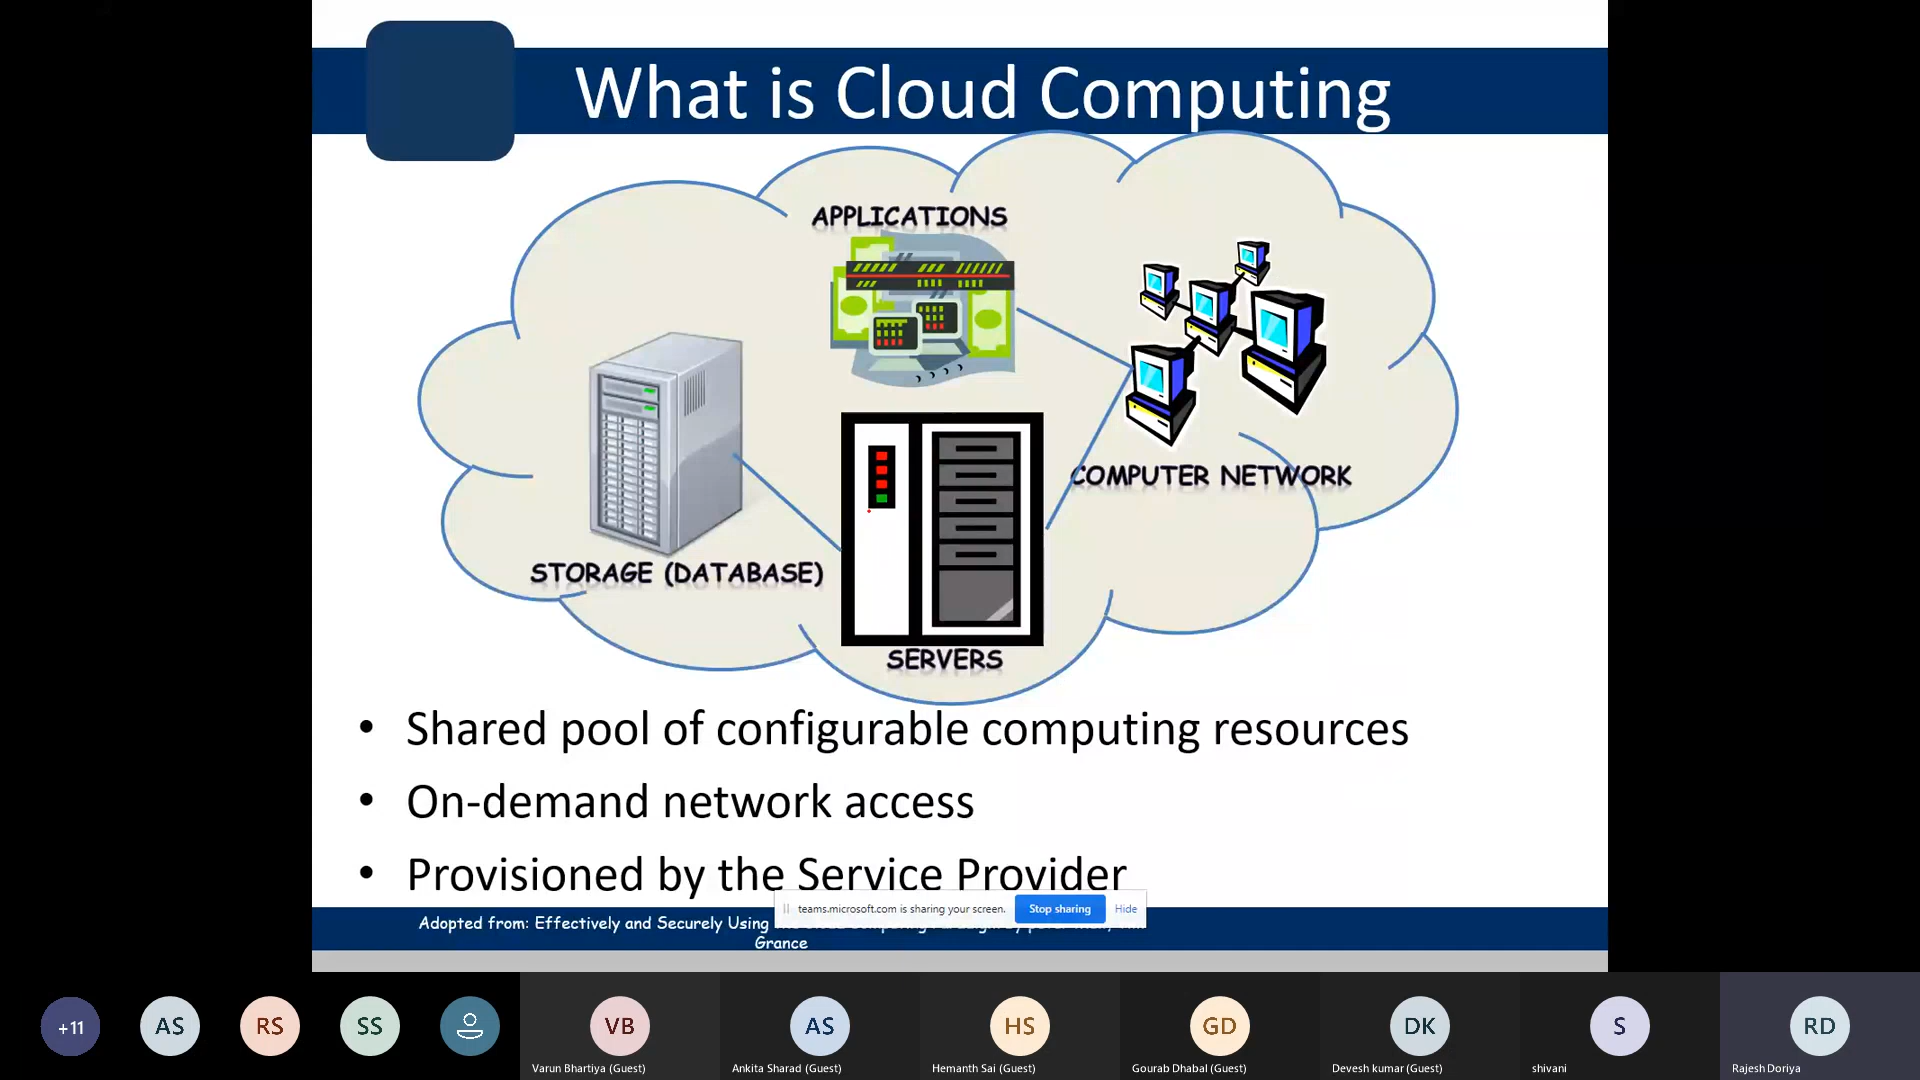 What is Cloud Computing
APPLICATIONS
COMPUTER NETWORK
STORAGE (DATABASE)
SERVERS
• Shared pool of configurable computing resources
• On-demand network access
• Provisioned by the Service Provider
teams.microsoft.com is sharing your screen. Stop sharing Hide
Adopted from: Effectively and Securely Using
Grance
+11 AS RS SS VB AS HS GD DK S RD
Varun Bhartiya (Guest) Ankita Sharad (Guest) Hemanth Sai (Guest) Gourab Dhabal (Guest) Devesh kumar (Guest) shivani Rajesh Doriya